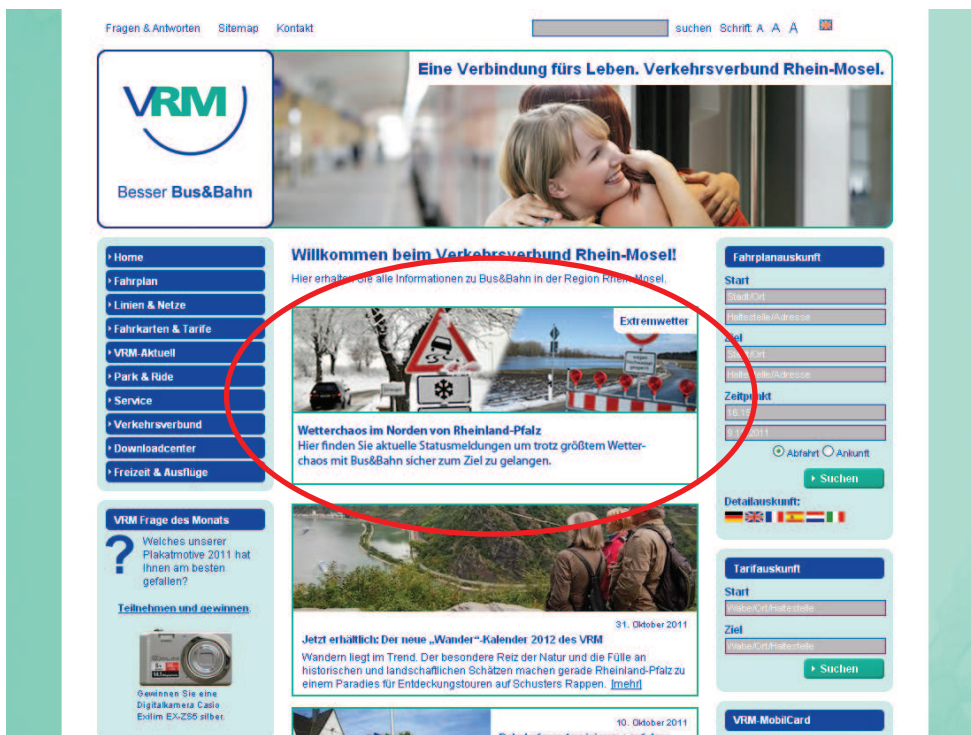 Fragen & Antworten Sitemap Kontakt
suchen Schrift: A A A
Eine Verbindung fürs Leben. Verkehrsverbund Rhein-Mosel.
VRM
Besser Bus&Bahn
Home
Fahrplan
Linien & Netze
Fahrkarten & Tarife
VRM-Aktuell
Park & Ride
Service
Verkehrsverbund
Downloadcenter
Freizeit & Ausflüge
VRM Frage des Monats
?
Welches unserer
Plakatmotive 2011 hat
Ihnen am besten
gefallen?
Teilnehmen und gewinnen.
Gewinnen Sie eine
Digitalkamera Casio
Exilim EX-ZS5 silber.
Willkommen beim Verkehrsverbund Rhein-Mosel!
Hier erhalten Sie alle Informationen zu Bus&Bahn in der Region Rhein-Mosel.
Extremwetter
wegen
Hochwasser
gesperrt
Wetterchaos im Norden von Rheinland-Pfalz
Hier finden Sie aktuelle Statusmeldungen um trotz größtem Wetter-
chaos mit Bus&Bahn sicher zum Ziel zu gelangen.
31. Oktober 2011
Jetzt erhältlich: Der neue „Wander“-Kalender 2012 des VRM
Wandern liegt im Trend. Der besondere Reiz der Natur und die Fülle an
historischen und landschaftlichen Schätzen machen gerade Rheinland-Pfalz zu
einem Paradies für Entdeckungstouren auf Schusters Rappen. [mehr]
10. Oktober 2011
Fahrplanauskunft
Start
Stadt/Ort
Haltestelle/Adresse
Ziel
Stadt/Ort
Haltestelle/Adresse
Zeitpunkt
Abfahrt Ankunft
Suchen
Detailauskunft:
Tarifauskunft
Start
Wabe/Ort/Haltestelle
Ziel
Wabe/Ort/Haltestelle
Suchen
VRM-MobilCard